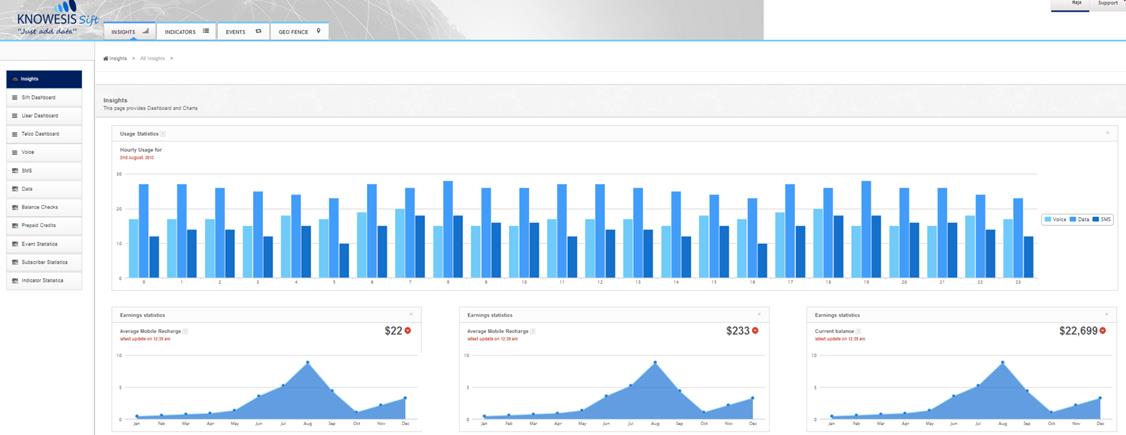 KNOWESIS Sift
"Just add data"
INSIGHTS
INDICATORS
EVENTS
GEO FENCE
Raja
Support
Insights > All Insights >
Insights
Sift Dashboard
User Dashboard
Telco Dashboard
Voice
SMS
Data
Balance Checks
Prepaid Credits
Event Statistics
Subscriber Statistics
Indicator Statistics
Insights
This page provides Dashboard and Charts
Usage Statistics
Hourly Usage for
2nd August, 2012
30
20
10
0
0 1 2 3 4 5 6 7 8 9 10 11 12 13 14 15 16 17 18 19 20 21 22 23
Voice Data SMS
Earnings statistics
Average Mobile Recharge
$22
latest update on 12:39 am
10
5
0
Jan Feb Mar Apr May Jun Jul Aug Sep Oct Nov Dec
Earnings statistics
Average Mobile Recharge
$233
latest update on 12:39 am
10
5
0
Jan Feb Mar Apr May Jun Jul Aug Sep Oct Nov Dec
Earnings statistics
Current balance
$22,699
latest update on 12:39 am
10
5
0
Jan Feb Mar Apr May Jun Jul Aug Sep Oct Nov Dec